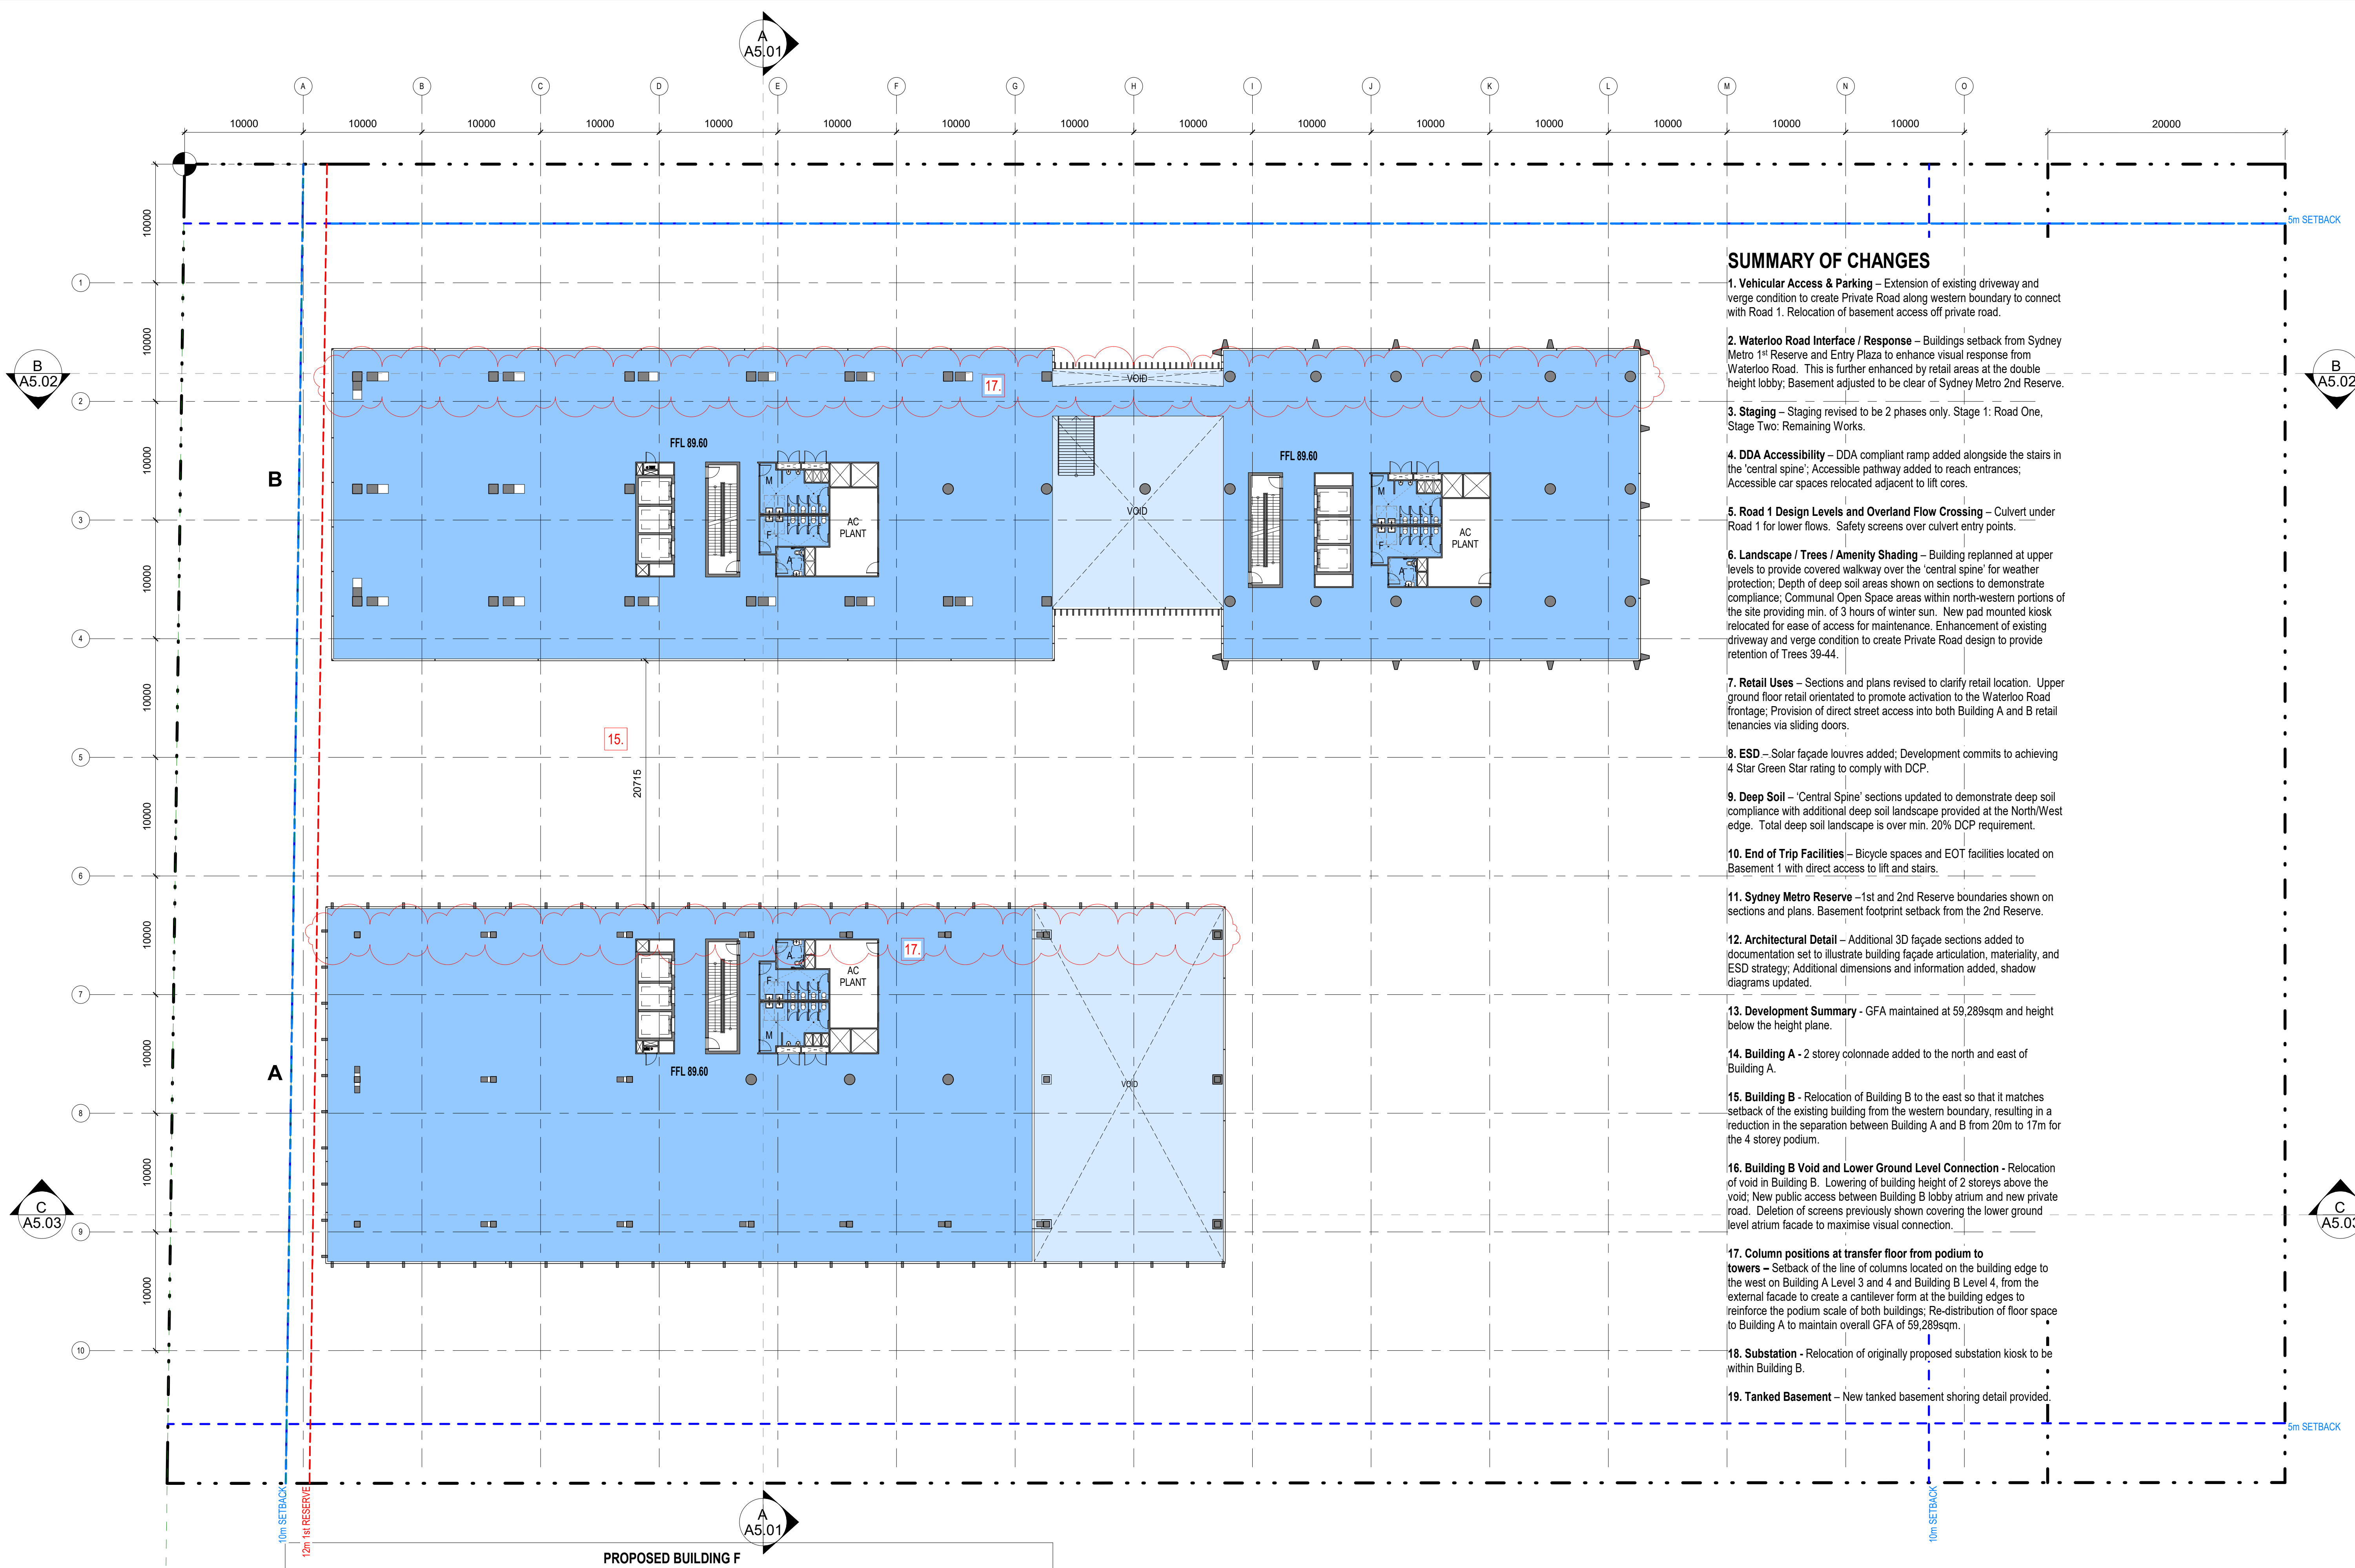 A
A5.01
A B C D E F G H I J K L M N O
10000 10000 10000 10000 10000 10000 10000 10000 10000 10000 10000 10000 10000 10000 10000 20000
5m SETBACK
10000
1
10000
B
A5.02
B
A5.02
2
17.
VOID
10000
FFL 89.60
FFL 89.60
B
M
M
3
AC
PLANT
VOID
AC
PLANT
F
F
A
A
10000
4
10000
15.
5
20715
10000
6
10000
17.
A
AC
PLANT
F
7
M
10000
FFL 89.60
A
VOID
8
10000
C
A5.03
C
A5.03
9
10000
10
SUMMARY OF CHANGES
1. Vehicular Access & Parking – Extension of existing driveway and
verge condition to create Private Road along western boundary to connect
with Road 1. Relocation of basement access off private road.
2. Waterloo Road Interface / Response – Buildings setback from Sydney
Metro 1st Reserve and Entry Plaza to enhance visual response from
Waterloo Road. This is further enhanced by retail areas at the double
height lobby; Basement adjusted to be clear of Sydney Metro 2nd Reserve.
3. Staging – Staging revised to be 2 phases only. Stage 1: Road One,
Stage Two: Remaining Works.
4. DDA Accessibility – DDA compliant ramp added alongside the stairs in
the 'central spine'; Accessible pathway added to reach entrances;
Accessible car spaces relocated adjacent to lift cores.
5. Road 1 Design Levels and Overland Flow Crossing – Culvert under
Road 1 for lower flows. Safety screens over culvert entry points.
6. Landscape / Trees / Amenity Shading – Building replanned at upper
levels to provide covered walkway over the ‘central spine’ for weather
protection; Depth of deep soil areas shown on sections to demonstrate
compliance; Communal Open Space areas within north-western portions of
the site providing min. of 3 hours of winter sun. New pad mounted kiosk
relocated for ease of access for maintenance. Enhancement of existing
driveway and verge condition to create Private Road design to provide
retention of Trees 39-44.
7. Retail Uses – Sections and plans revised to clarify retail location. Upper
ground floor retail orientated to promote activation to the Waterloo Road
frontage; Provision of direct street access into both Building A and B retail
tenancies via sliding doors.
8. ESD – Solar façade louvres added; Development commits to achieving
4 Star Green Star rating to comply with DCP.
9. Deep Soil – ‘Central Spine’ sections updated to demonstrate deep soil
compliance with additional deep soil landscape provided at the North/West
edge. Total deep soil landscape is over min. 20% DCP requirement.
10. End of Trip Facilities – Bicycle spaces and EOT facilities located on
Basement 1 with direct access to lift and stairs.
11. Sydney Metro Reserve –1st and 2nd Reserve boundaries shown on
sections and plans. Basement footprint setback from the 2nd Reserve.
12. Architectural Detail – Additional 3D façade sections added to
documentation set to illustrate building façade articulation, materiality, and
ESD strategy; Additional dimensions and information added, shadow
diagrams updated.
13. Development Summary - GFA maintained at 59,289sqm and height
below the height plane.
14. Building A - 2 storey colonnade added to the north and east of
Building A.
15. Building B - Relocation of Building B to the east so that it matches
setback of the existing building from the western boundary, resulting in a
reduction in the separation between Building A and B from 20m to 17m for
the 4 storey podium.
16. Building B Void and Lower Ground Level Connection - Relocation
of void in Building B. Lowering of building height of 2 storeys above the
void; New public access between Building B lobby atrium and new private
road. Deletion of screens previously shown covering the lower ground
level atrium facade to maximise visual connection.
17. Column positions at transfer floor from podium to
towers – Setback of the line of columns located on the building edge to
the west on Building A Level 3 and 4 and Building B Level 4, from the
external facade to create a cantilever form at the building edges to
reinforce the podium scale of both buildings; Re-distribution of floor space
to Building A to maintain overall GFA of 59,289sqm.
18. Substation - Relocation of originally proposed substation kiosk to be
within Building B.
19. Tanked Basement – New tanked basement shoring detail provided.
5m SETBACK
10m SETBACK
12m 1st RESERVE
10m SETBACK
A
A5.01
PROPOSED BUILDING F